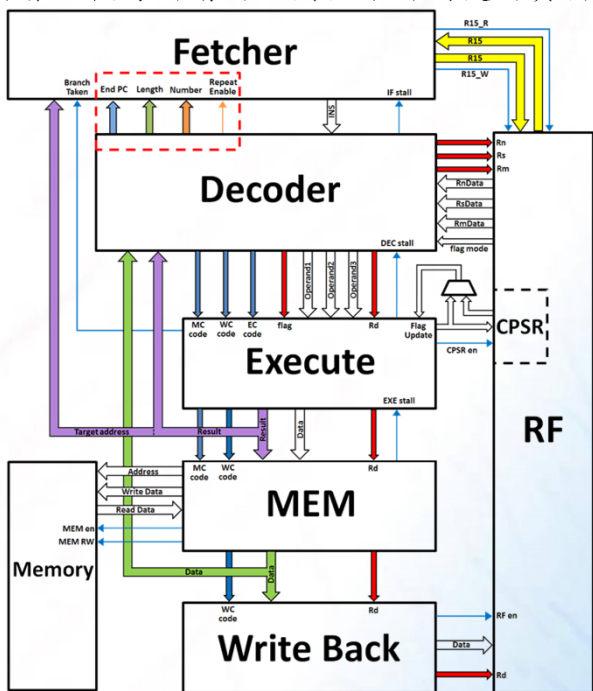 R15_R
Fetcher
R15
R15
R15_W
Branch
Taken
End PC
Length
Number
Repeat
Enable
INS
IF stall
Rn
Rs
Rm
Decoder
RnData
RsData
RmData
DEC stall
flag mode
Operand1
Operand2
Operand3
MC
code
WC
code
EC
code
flag
Rd
Flag
Update
CPSR
Execute
CPSR en
EXE stall
RF
Target address
Result
Result
Data
MC
code
WC
code
Rd
Address
Write Data
Read Data
MEM
MEM en
MEM RW
Memory
Data
Data
WC
code
Rd
RF en
Write Back
Data
Rd